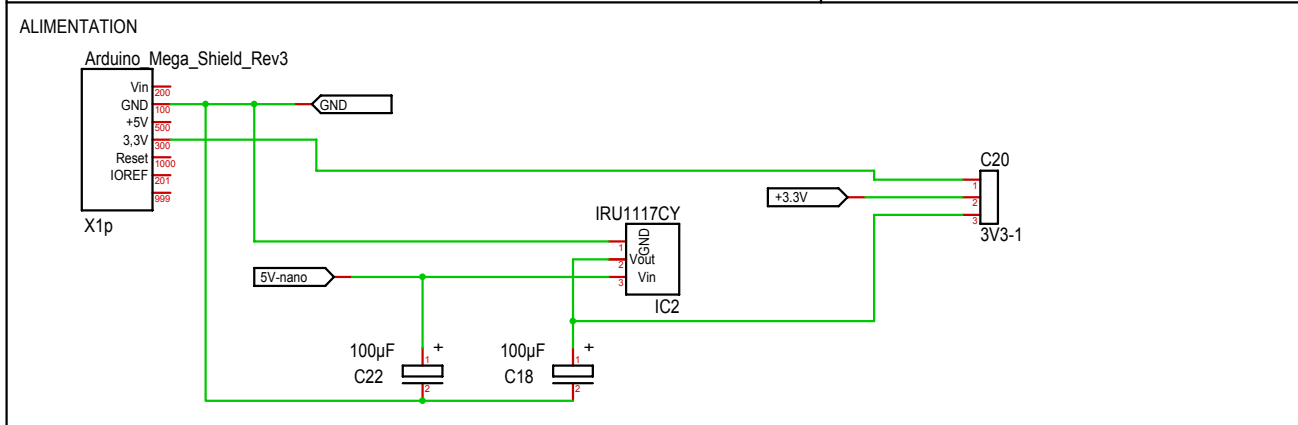 ALIMENTATION
Arduino_Mega_Shield_Rev3
Vin 200
GND 100
+5V 500
3,3V 300
Reset 1000
IOREF 201
999
X1p
GND
C20
1
2
3
+3.3V
3V3-1
IRU1117CY
1 GND
2 Vout
3 Vin
IC2
5V-nano
100µF
C22
1 +
2
100µF
C18
1 +
2